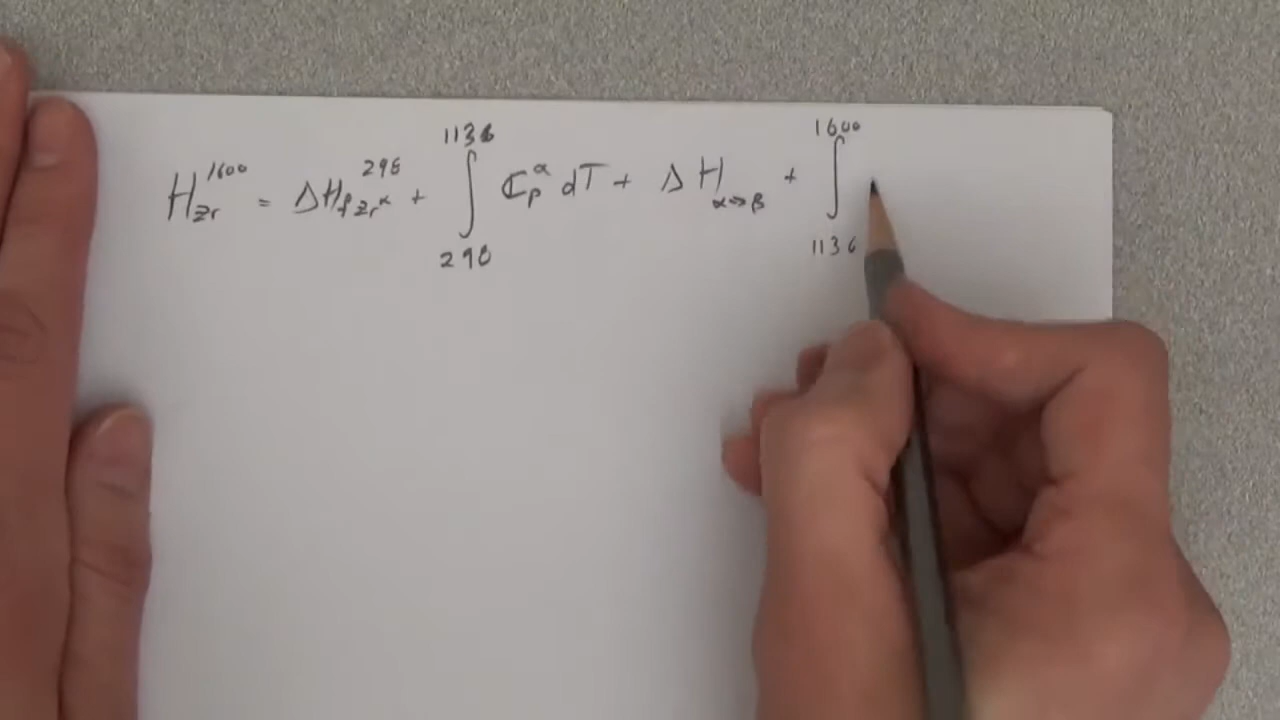 H_Zr^1600 = ΔH_f Zr^α^298 + ∫_298^1136 C_p^α dT + ΔH_α→β + ∫_1136^1600